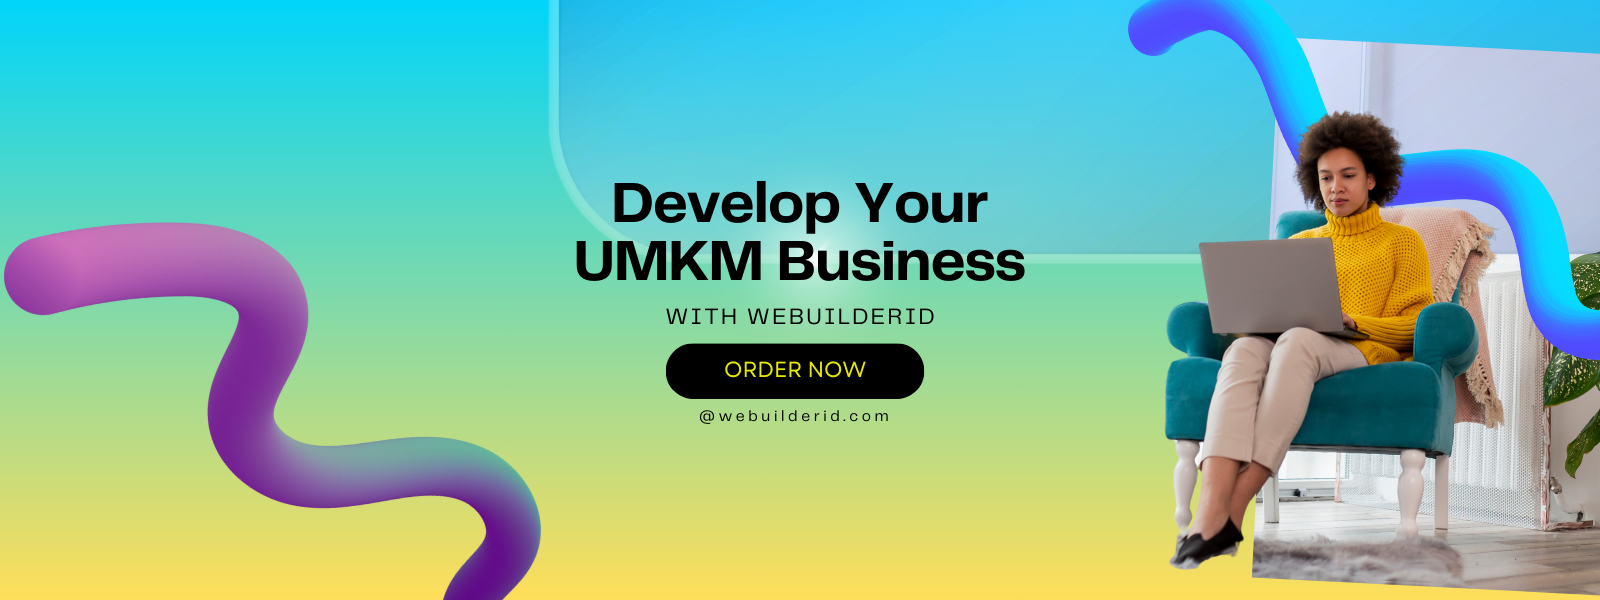 Develop Your
UMKM Business
WITH WEBUILDERID
ORDER NOW
@webuilderid.com